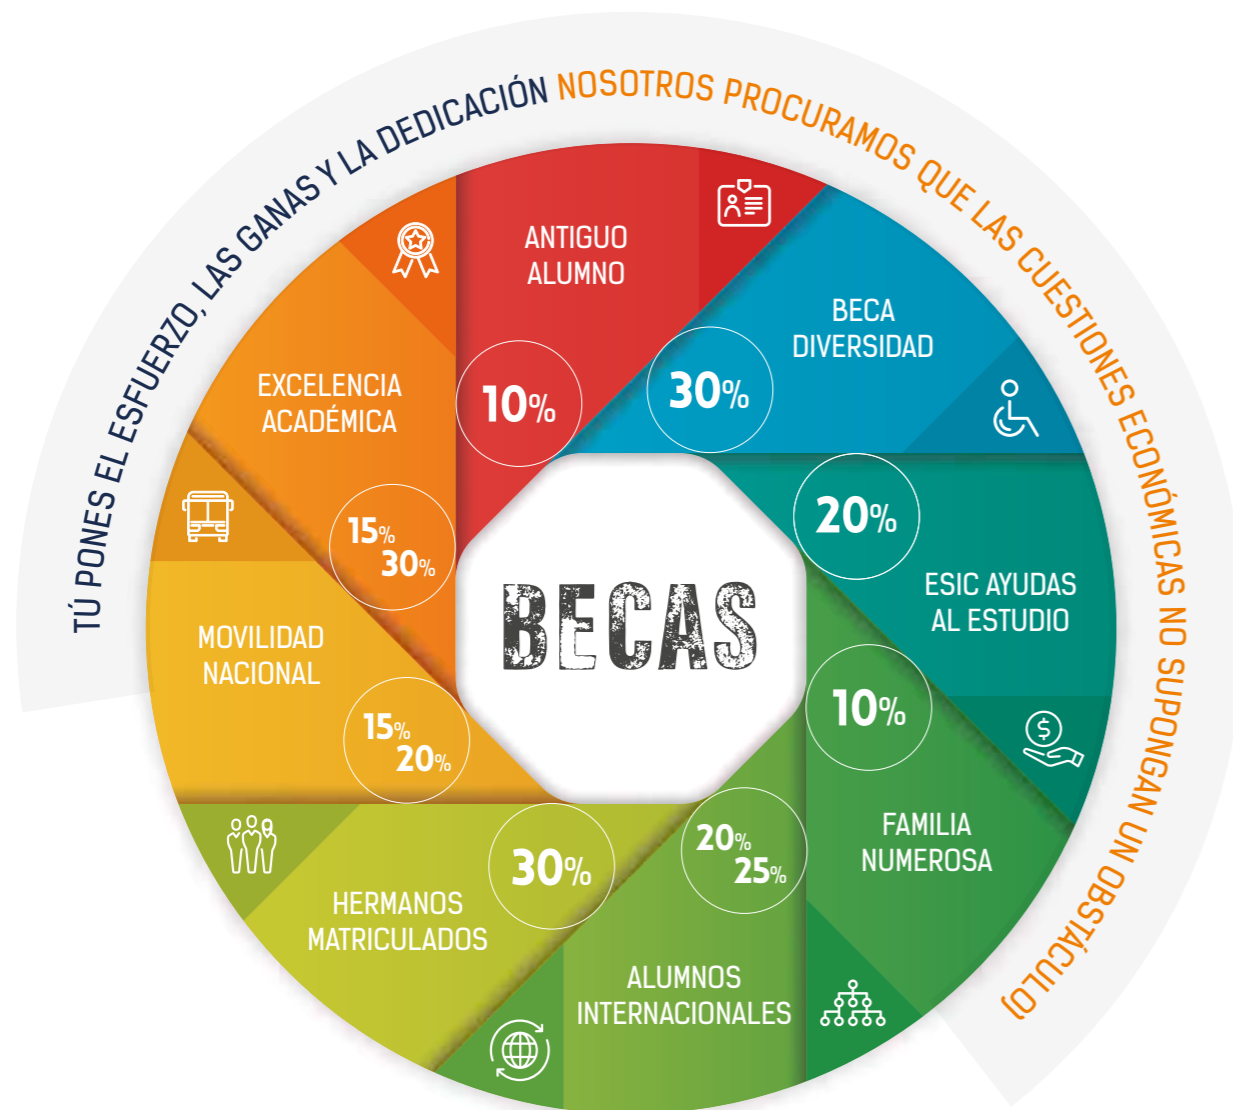 TÚ PONES EL ESFUERZO, LAS GANAS Y LA DEDICACIÓN NOSOTROS PROCURAMOS QUE LAS CUESTIONES ECONÓMICAS NO SUPONGAN UN OBSTÁCULO)
ANTIGUO
ALUMNO
10%
BECA
DIVERSIDAD
30%
20%
ESIC AYUDAS
AL ESTUDIO
10%
FAMILIA
NUMEROSA
20%
25%
ALUMNOS
INTERNACIONALES
30%
HERMANOS
MATRICULADOS
MOVILIDAD
NACIONAL
15%
20%
EXCELENCIA
ACADÉMICA
15%
30%
BECAS
$